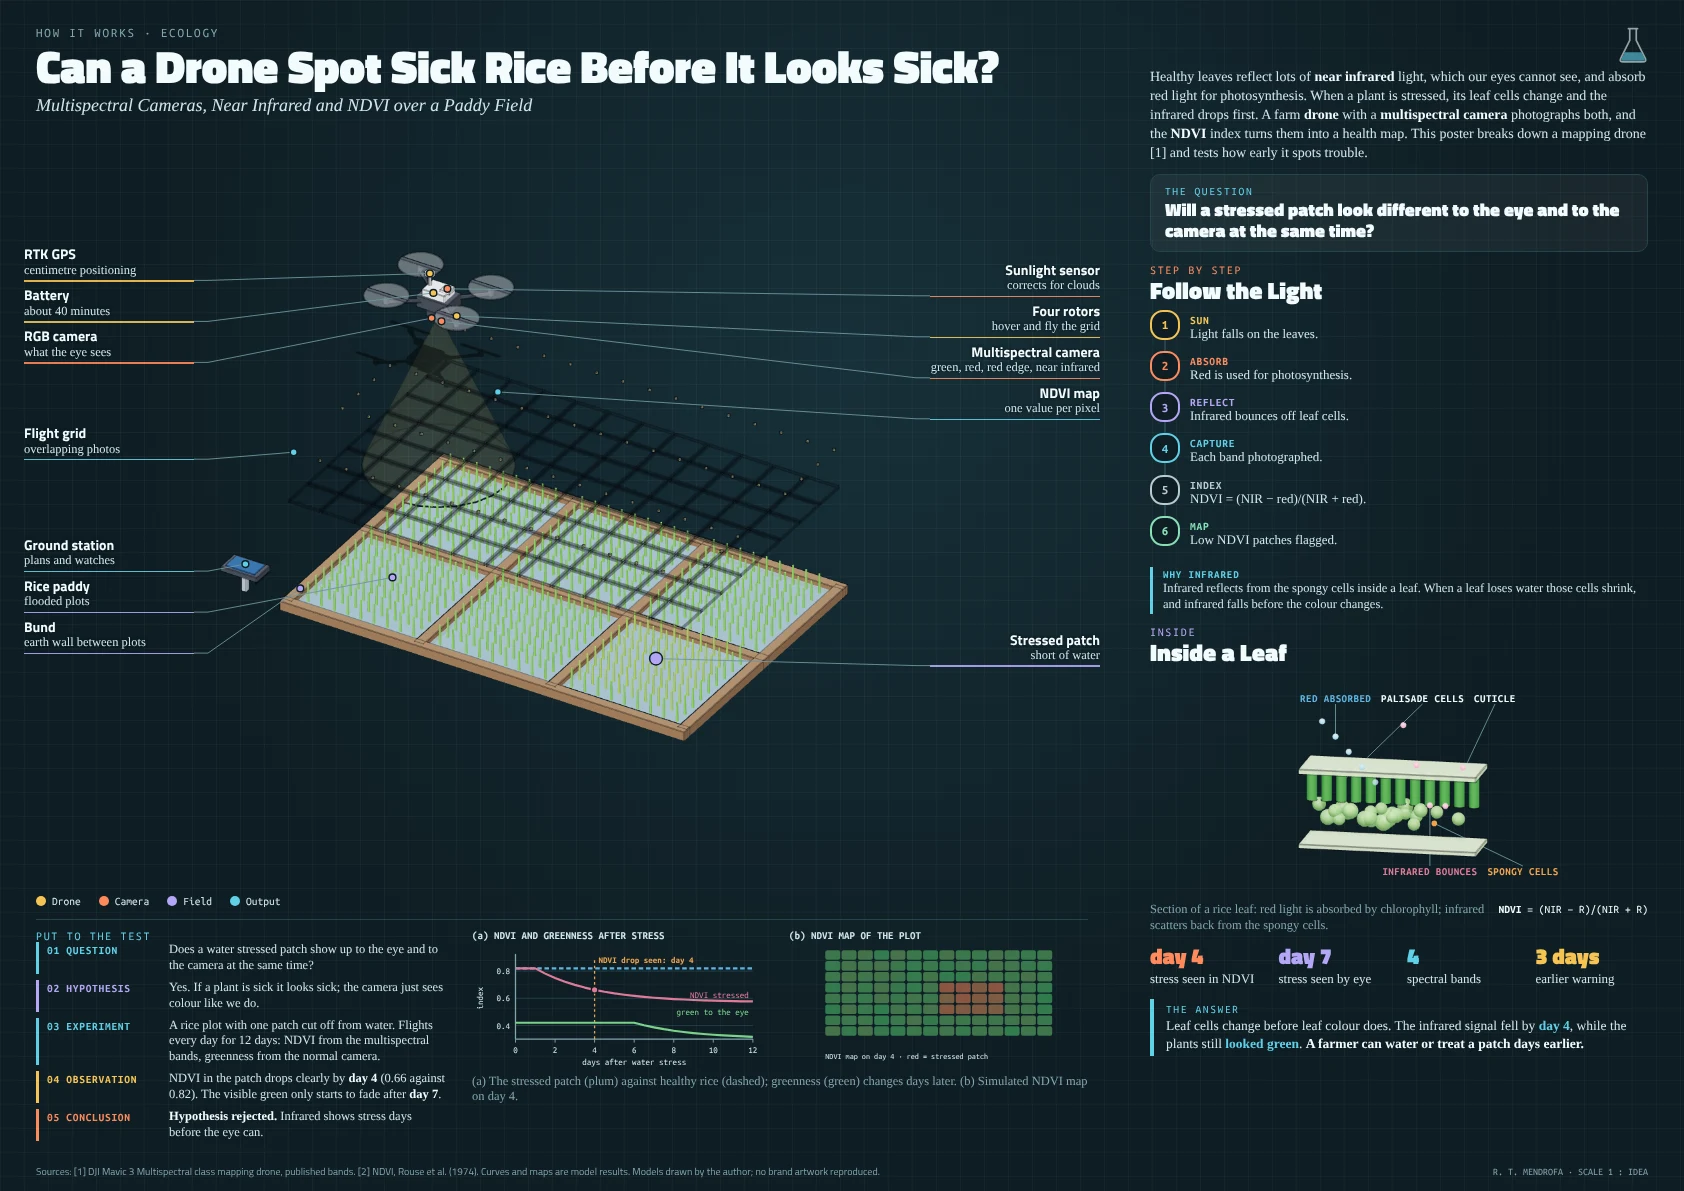 HOW IT WORKS · ECOLOGY
Can a Drone Spot Sick Rice Before It Looks Sick?
Multispectral Cameras, Near Infrared and NDVI over a Paddy Field
Healthy leaves reflect lots of near infrared light, which our eyes cannot see, and absorb
red light for photosynthesis. When a plant is stressed, its leaf cells change and the
infrared drops first. A farm drone with a multispectral camera photographs both, and
the NDVI index turns them into a health map. This poster breaks down a mapping drone
[1] and tests how early it spots trouble.
THE QUESTION
Will a stressed patch look different to the eye and to the
camera at the same time?
RTK GPS
centimetre positioning
Battery
about 40 minutes
RGB camera
what the eye sees
Flight grid
overlapping photos
Ground station
plans and watches
Rice paddy
flooded plots
Bund
earth wall between plots
Sunlight sensor
corrects for clouds
Four rotors
hover and fly the grid
Multispectral camera
green, red, red edge, near infrared
NDVI map
one value per pixel
Stressed patch
short of water
STEP BY STEP
Follow the Light
1
SUN
Light falls on the leaves.
2
ABSORB
Red is used for photosynthesis.
3
REFLECT
Infrared bounces off leaf cells.
4
CAPTURE
Each band photographed.
5
INDEX
NDVI = (NIR − red)/(NIR + red).
6
MAP
Low NDVI patches flagged.
WHY INFRARED
Infrared reflects from the spongy cells inside a leaf. When a leaf loses water those cells shrink,
and infrared falls before the colour changes.
INSIDE
Inside a Leaf
RED ABSORBED PALISADE CELLS CUTICLE
INFRARED BOUNCES SPONGY CELLS
Section of a rice leaf: red light is absorbed by chlorophyll; infrared
scatters back from the spongy cells.
NDVI = (NIR − R)/(NIR + R)
day 4
stress seen in NDVI
day 7
stress seen by eye
4
spectral bands
3 days
earlier warning
THE ANSWER
Leaf cells change before leaf colour does. The infrared signal fell by day 4, while the
plants still looked green. A farmer can water or treat a patch days earlier.
Drone Camera Field Output
PUT TO THE TEST
01 QUESTION
Does a water stressed patch show up to the eye and to
the camera at the same time?
02 HYPOTHESIS
Yes. If a plant is sick it looks sick; the camera just sees
colour like we do.
03 EXPERIMENT
A rice plot with one patch cut off from water. Flights
every day for 12 days: NDVI from the multispectral
bands, greenness from the normal camera.
04 OBSERVATION
NDVI in the patch drops clearly by day 4 (0.66 against
0.82). The visible green only starts to fade after day 7.
05 CONCLUSION
Hypothesis rejected. Infrared shows stress days
before the eye can.
(a) NDVI AND GREENNESS AFTER STRESS
NDVI drop seen: day 4
0.8
0.6
0.4
index
NDVI stressed
green to the eye
0 2 4 6 8 10 12
days after water stress
(b) NDVI MAP OF THE PLOT
NDVI map on day 4 · red = stressed patch
(a) The stressed patch (plum) against healthy rice (dashed); greenness (green) changes days later. (b) Simulated NDVI map
on day 4.
Sources: [1] DJI Mavic 3 Multispectral class mapping drone, published bands. [2] NDVI, Rouse et al. (1974). Curves and maps are model results. Models drawn by the author; no brand artwork reproduced.
R. T. MENDROFA · SCALE 1 : IDEA